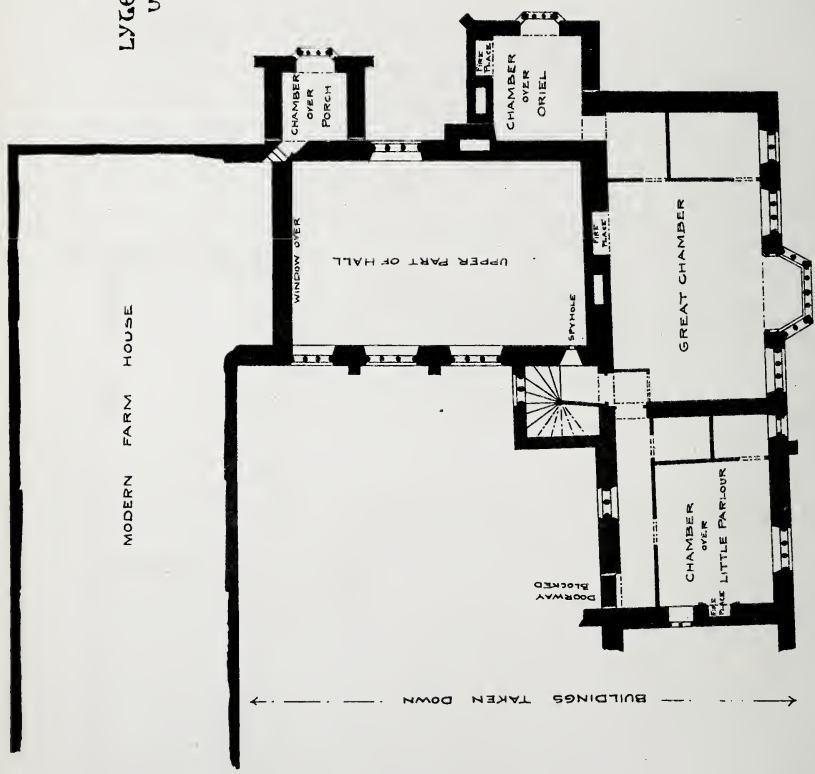 LYTE
U
CHAMBER
OVER
PORCH
FIRE
PLACE
CHAMBER
OVER
ORIEL
WINDOW OVER
UPPER PART OF HALL
SPYHOLE
FIRE
PLACE
GREAT CHAMBER
MODERN FARM HOUSE
DOORWAY
BLOCKED
CHAMBER
OVER
LITTLE PARLOUR
FIRE
PLACE
BUILDINGS TAKEN DOWN